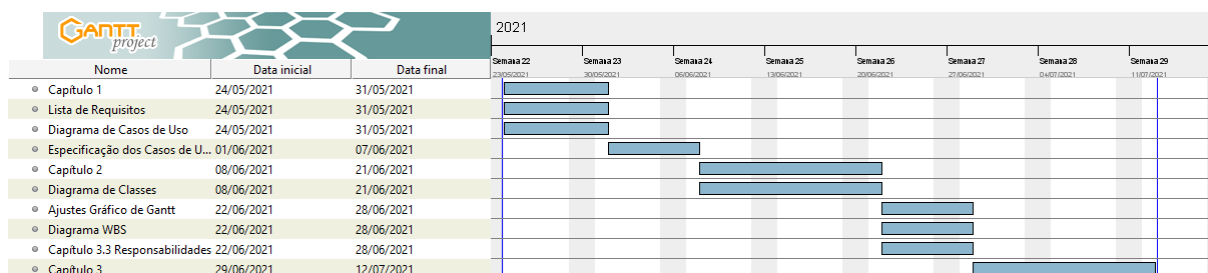 GANTT project
2021
Semana 22 Semana 23 Semana 24 Semana 25 Semana 26 Semana 27 Semana 28 Semana 29
23/05/2021 30/05/2021 06/06/2021 13/06/2021 20/06/2021 27/06/2021 04/07/2021 11/07/2021
Nome Data inicial Data final
Capítulo 1 24/05/2021 31/05/2021
Lista de Requisitos 24/05/2021 31/05/2021
Diagrama de Casos de Uso 24/05/2021 31/05/2021
Especificação dos Casos de U... 01/06/2021 07/06/2021
Capítulo 2 08/06/2021 21/06/2021
Diagrama de Classes 08/06/2021 21/06/2021
Ajustes Gráfico de Gantt 22/06/2021 28/06/2021
Diagrama WBS 22/06/2021 28/06/2021
Capítulo 3.3 Responsabilidades 22/06/2021 28/06/2021
Capítulo 3 29/06/2021 12/07/2021